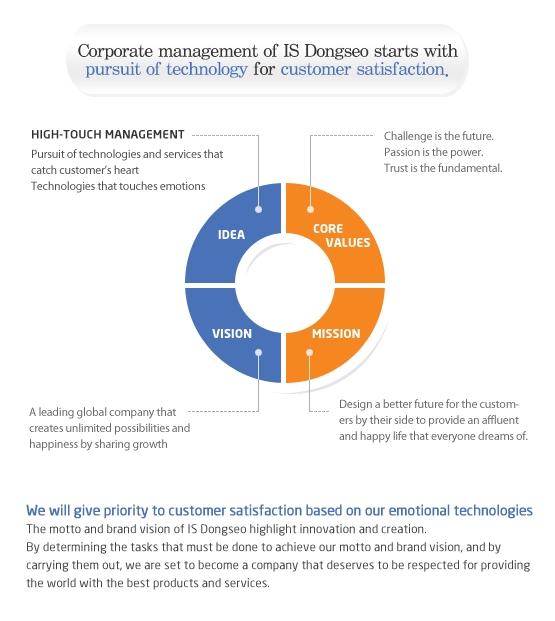 Corporate management of IS Dongseo starts with
pursuit of technology for customer satisfaction.
HIGH-TOUCH MANAGEMENT
Pursuit of technologies and services that
catch customer's heart
Technologies that touches emotions
Challenge is the future.
Passion is the power.
Trust is the fundamental.
IDEA
CORE
VALUES
VISION
MISSION
A leading global company that
creates unlimited possibilities and
happiness by sharing growth
Design a better future for the custom-
ers by their side to provide an affluent
and happy life that everyone dreams of.
We will give priority to customer satisfaction based on our emotional technologies
The motto and brand vision of IS Dongseo highlight innovation and creation.
By determining the tasks that must be done to achieve our motto and brand vision, and by
carrying them out, we are set to become a company that deserves to be respected for providing
the world with the best products and services.